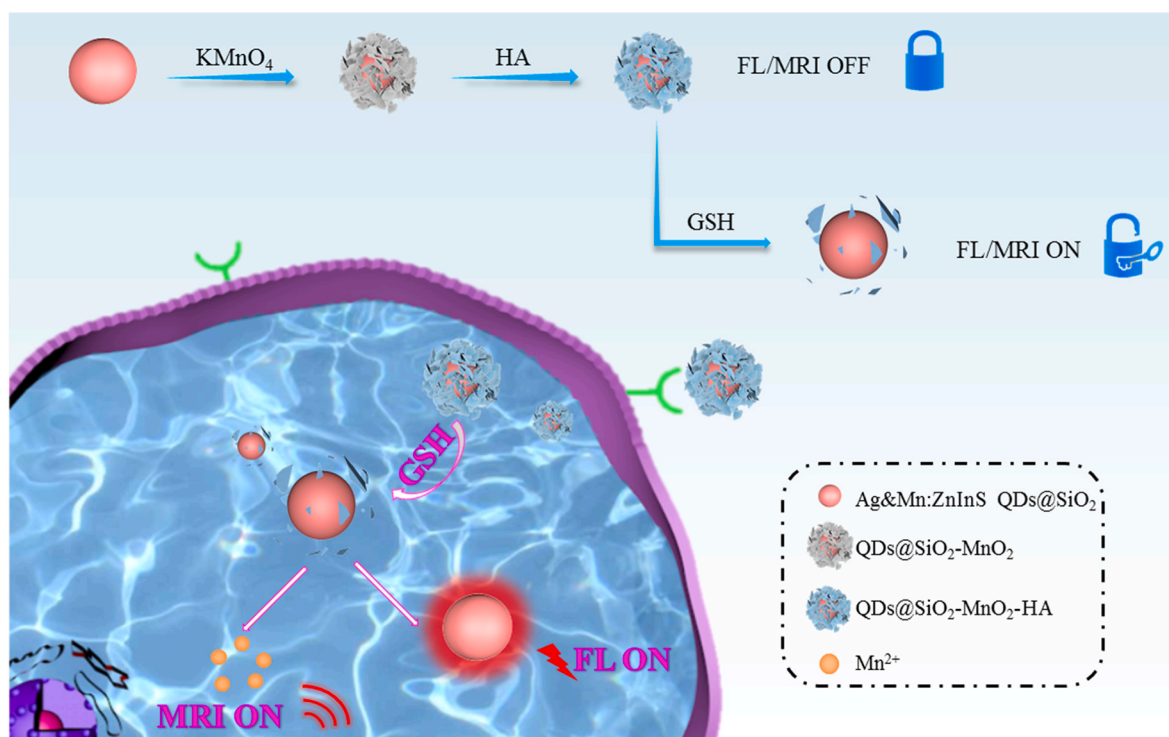 KMnO₄
HA
FL/MRI OFF
GSH
FL/MRI ON
GSH
FL ON
MRI ON
Ag&Mn:ZnInS QDs@SiO₂
QDs@SiO₂-MnO₂
QDs@SiO₂-MnO₂-HA
Mn²⁺